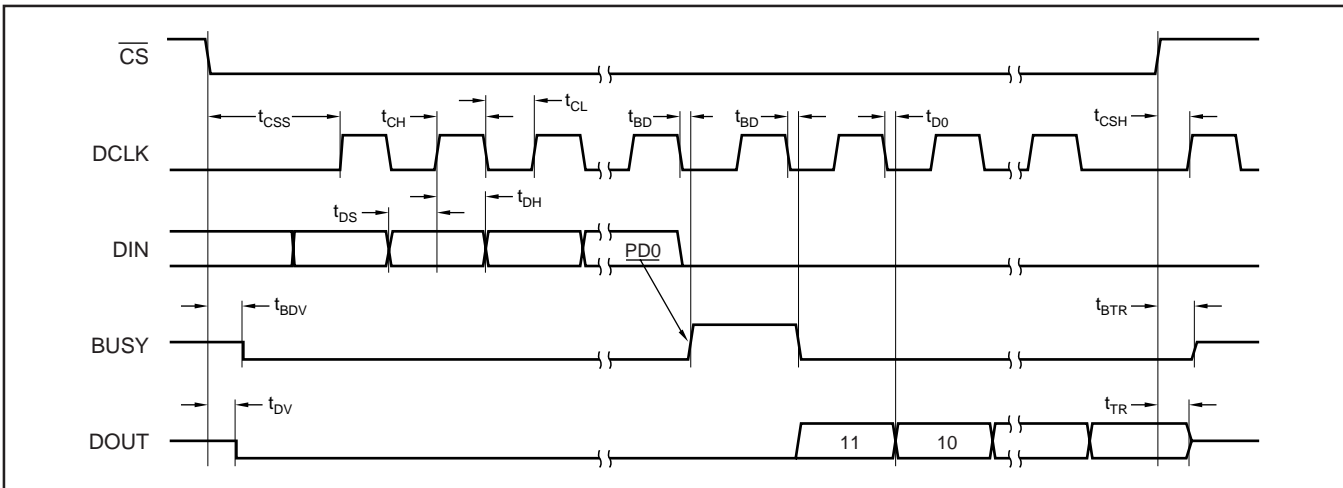 CS
tCSS
tCH
tCL
tBD
tBD
tD0
tCSH
DCLK
tDS
tDH
DIN
PD0
tBDV
tBTR
BUSY
tDV
tTR
DOUT
11
10